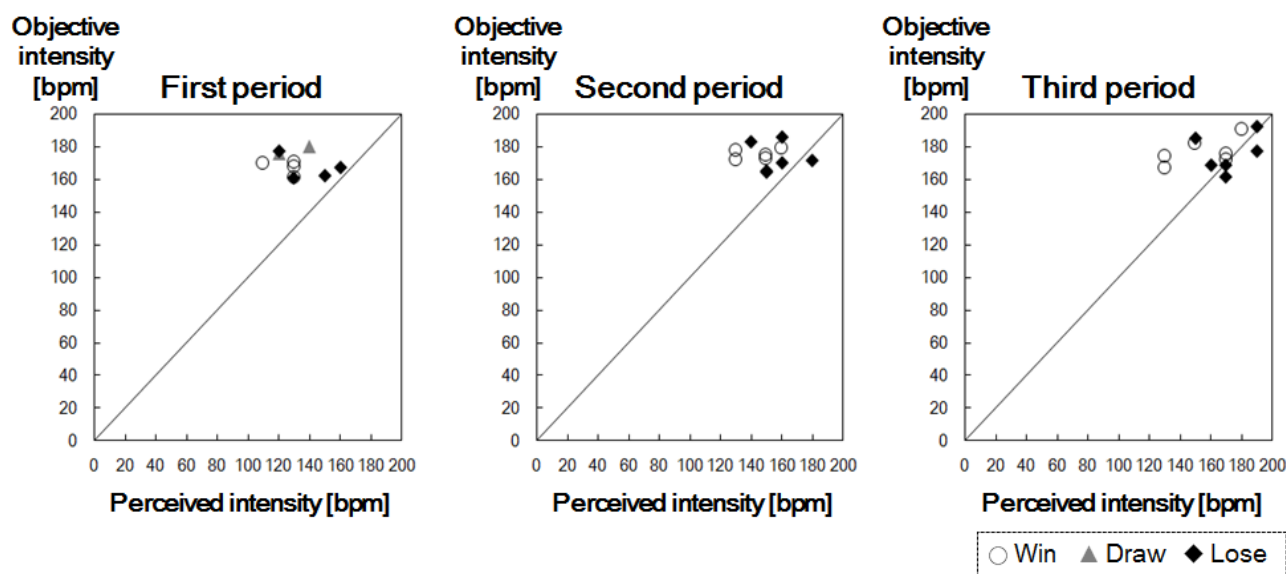 Objective
intensity
[bpm]
First period
200
180
160
140
120
100
80
60
40
20
0
0 20 40 60 80 100 120 140 160 180 200
Perceived intensity [bpm]
Objective
intensity
[bpm]
Second period
200
180
160
140
120
100
80
60
40
20
0
0 20 40 60 80 100 120 140 160 180 200
Perceived intensity [bpm]
Objective
intensity
[bpm]
Third period
200
180
160
140
120
100
80
60
40
20
0
0 20 40 60 80 100 120 140 160 180 200
Perceived intensity [bpm]
Win Draw Lose